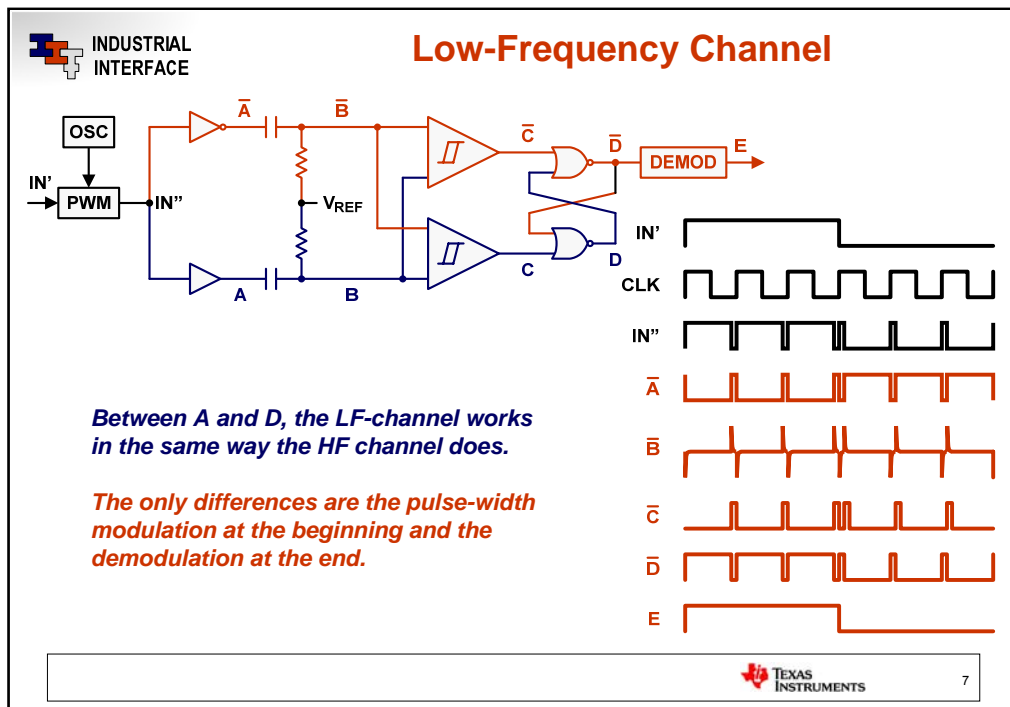 INDUSTRIAL
INTERFACE
Low-Frequency Channel
OSC
IN'
PWM
IN"
A̅
B̅
VREF
A
B
C̅
D̅
E
DEMOD
C
D
IN'
CLK
IN"
A̅
B̅
C̅
D̅
E
Between A and D, the LF-channel works
in the same way the HF channel does.
The only differences are the pulse-width
modulation at the beginning and the
demodulation at the end.
TEXAS
INSTRUMENTS
7